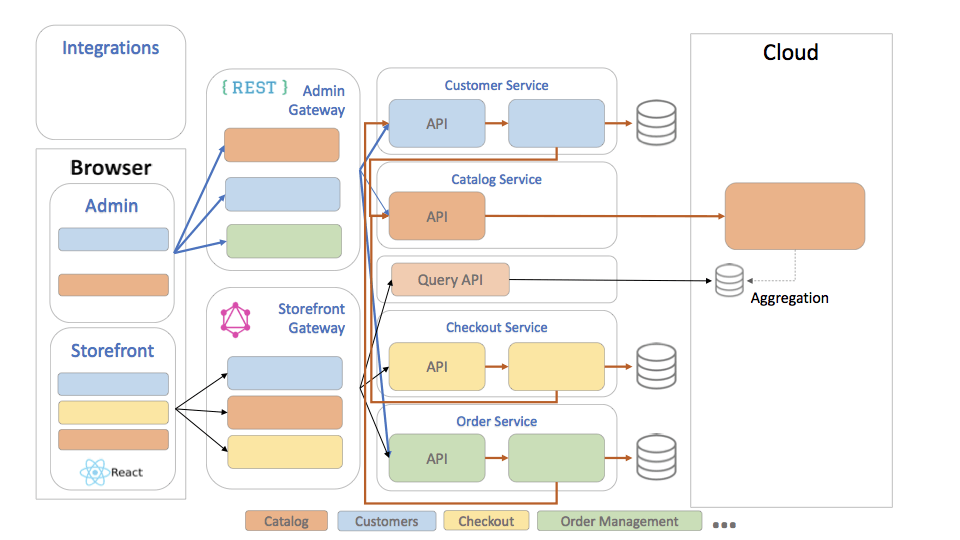 Integrations
Browser
Admin
Storefront
React
{ REST }
Admin
Gateway
Storefront
Gateway
Customer Service
API
Catalog Service
API
Query API
Checkout Service
API
Order Service
API
Cloud
Aggregation
Catalog
Customers
Checkout
Order Management
...